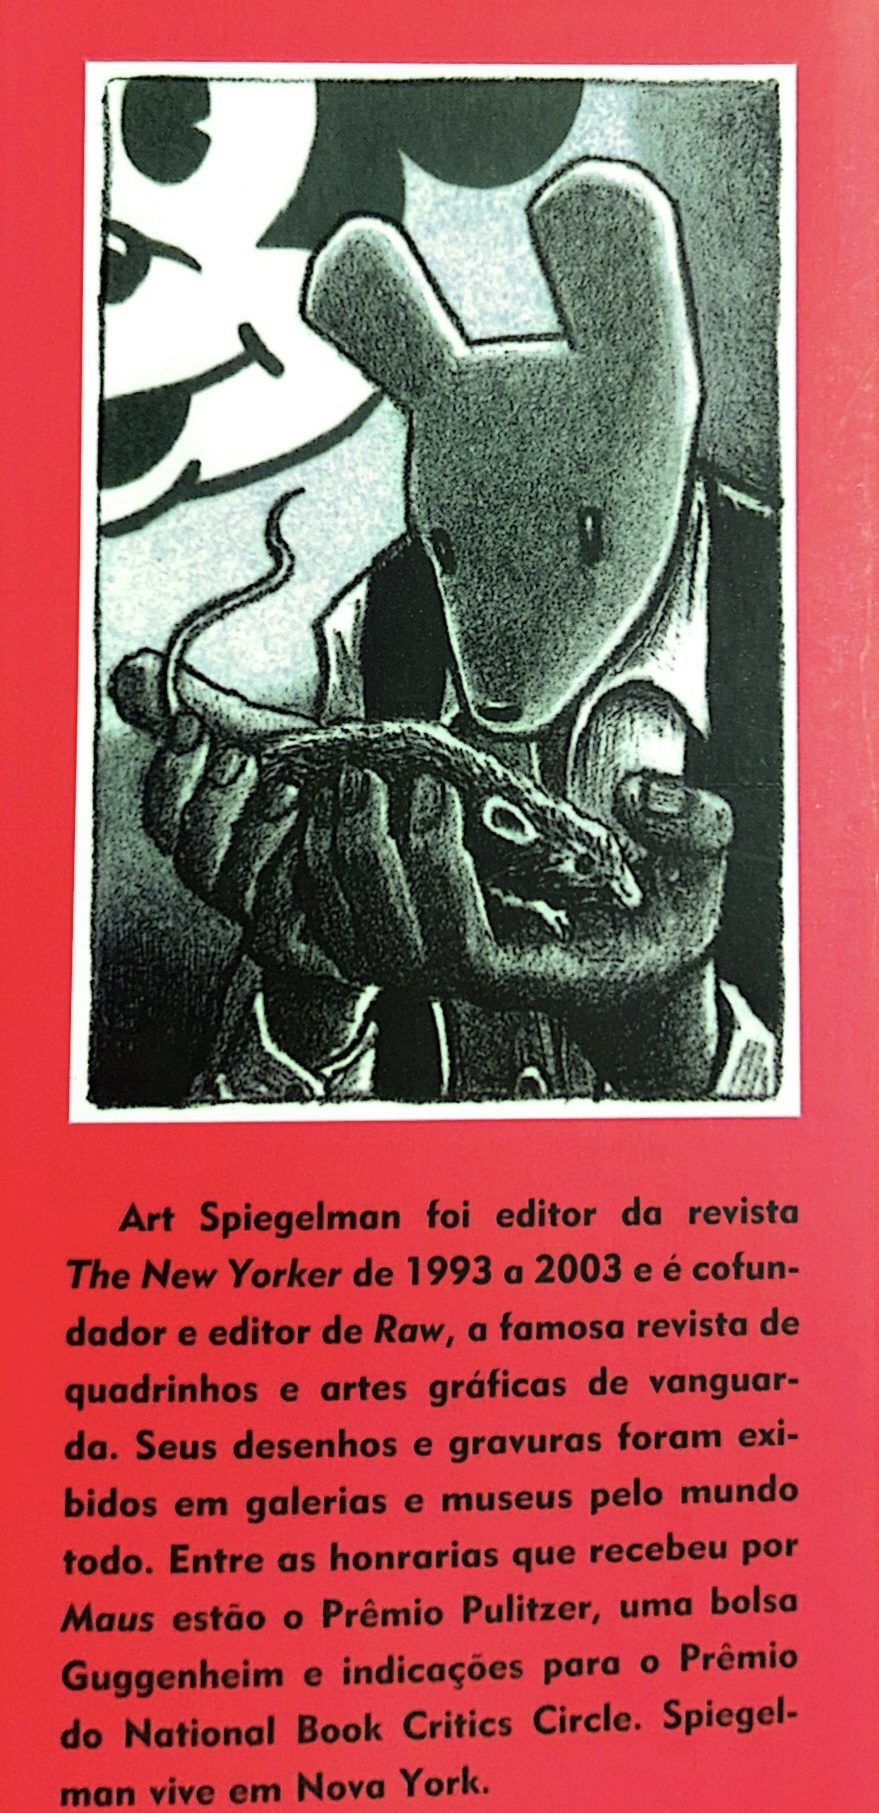 Art Spiegelman foi editor da revista
The New Yorker de 1993 a 2003 e é cofun-
dador e editor de Raw, a famosa revista de
quadrinhos e artes gráficas de vanguar-
da. Seus desenhos e gravuras foram exi-
bidos em galerias e museus pelo mundo
todo. Entre as honrarias que recebeu por
Maus estão o Prêmio Pulitzer, uma bolsa
Guggenheim e indicações para o Prêmio
do National Book Critics Circle. Spiegel-
man vive em Nova York.